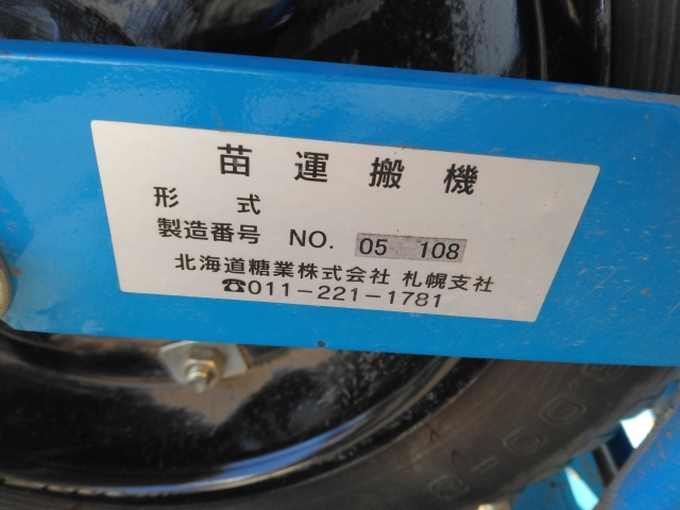 苗運搬機
形式
製造番号 NO. 05 108
北海道糖業株式会社 札幌支社
☎011-221-1781